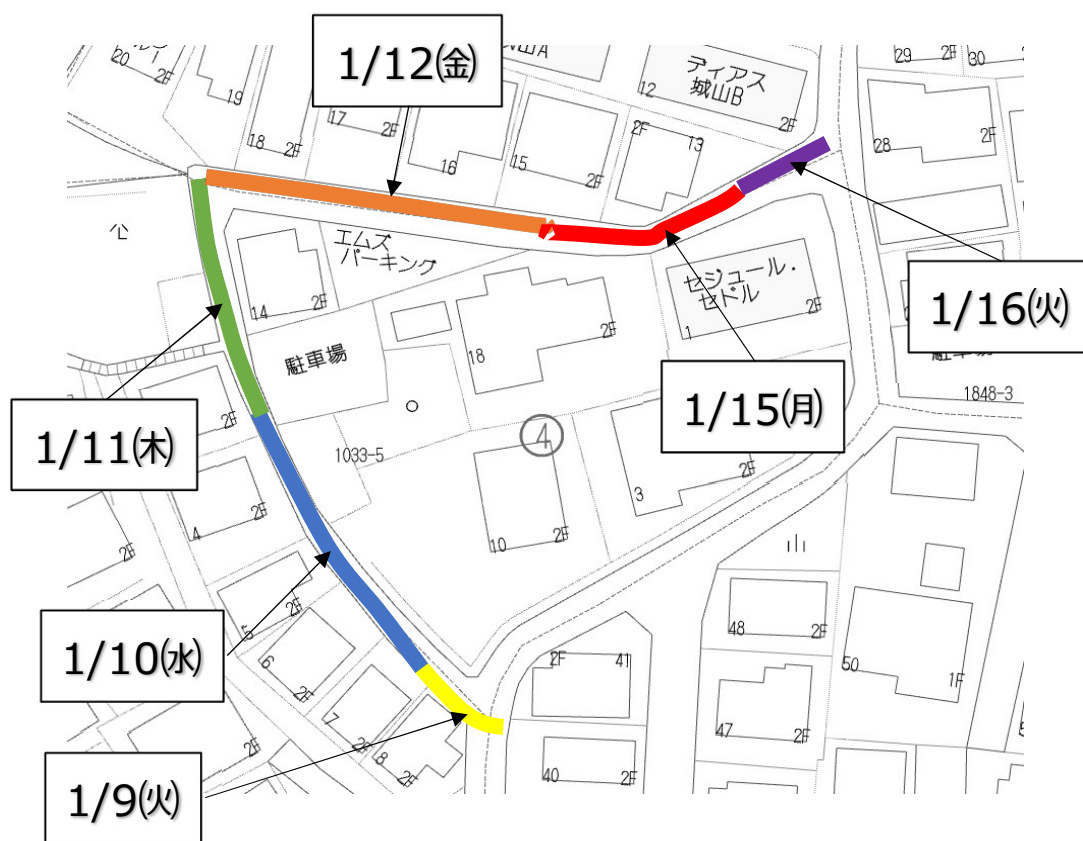 1/12㈮
20
2F
19
18
2F
17
2F
16
15
2F
12
ディアス
城山B
2F
2F
13
29
2F
30
28
2F
エムズ
パーキング
14
2F
駐車場
18
2F
セジュール・
セドル
1
2F
1/16㈫
1/15㈪
1848-3
1/11㈭
2F
1033-5
④
4
2F
10
2F
3
2F
2F
5
2F
1/10㈬
6
2F
7
2F
8
2F
2F
2F
41
48
2F
50
1F
47
2F
40
2F
1/9㈫